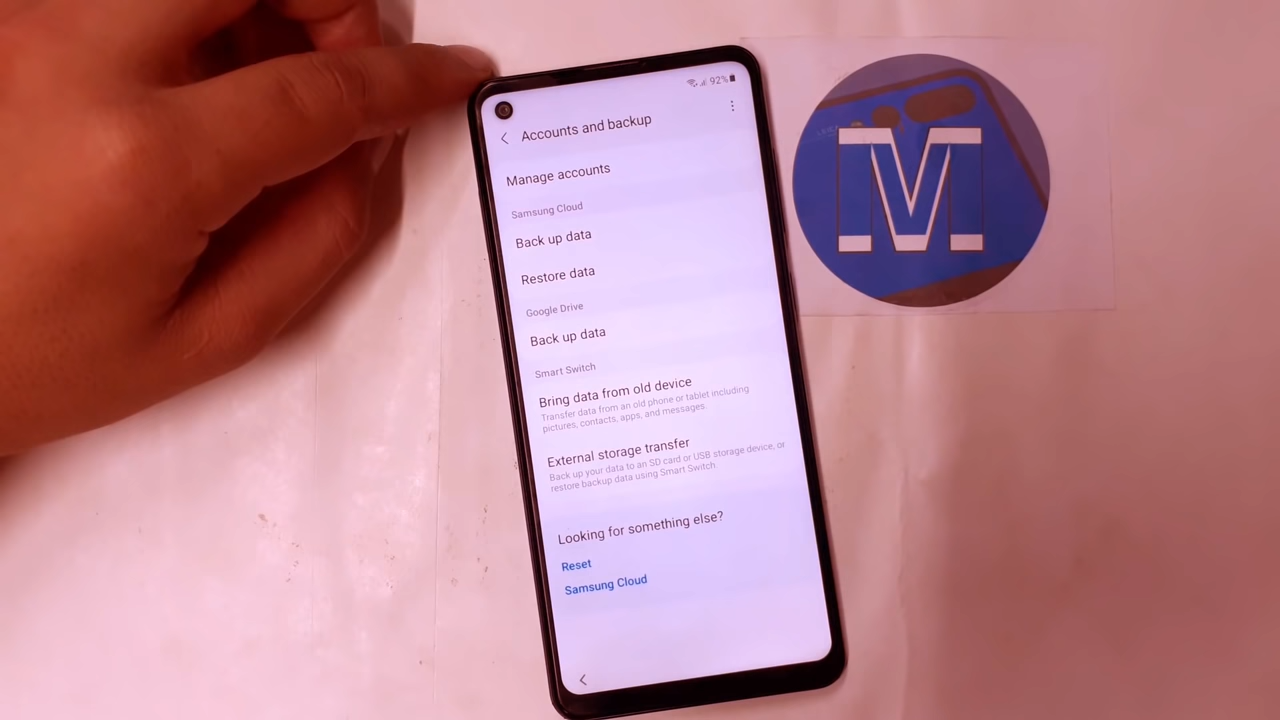 92%
Accounts and backup
Manage accounts
Samsung Cloud
Back up data
Restore data
Google Drive
Back up data
Smart Switch
Bring data from old device
Transfer data from an old phone or tablet including
pictures, contacts, apps, and messages.
External storage transfer
Back up your data to an SD card or USB storage device, or
restore backup data using Smart Switch.
Looking for something else?
Reset
Samsung Cloud
M